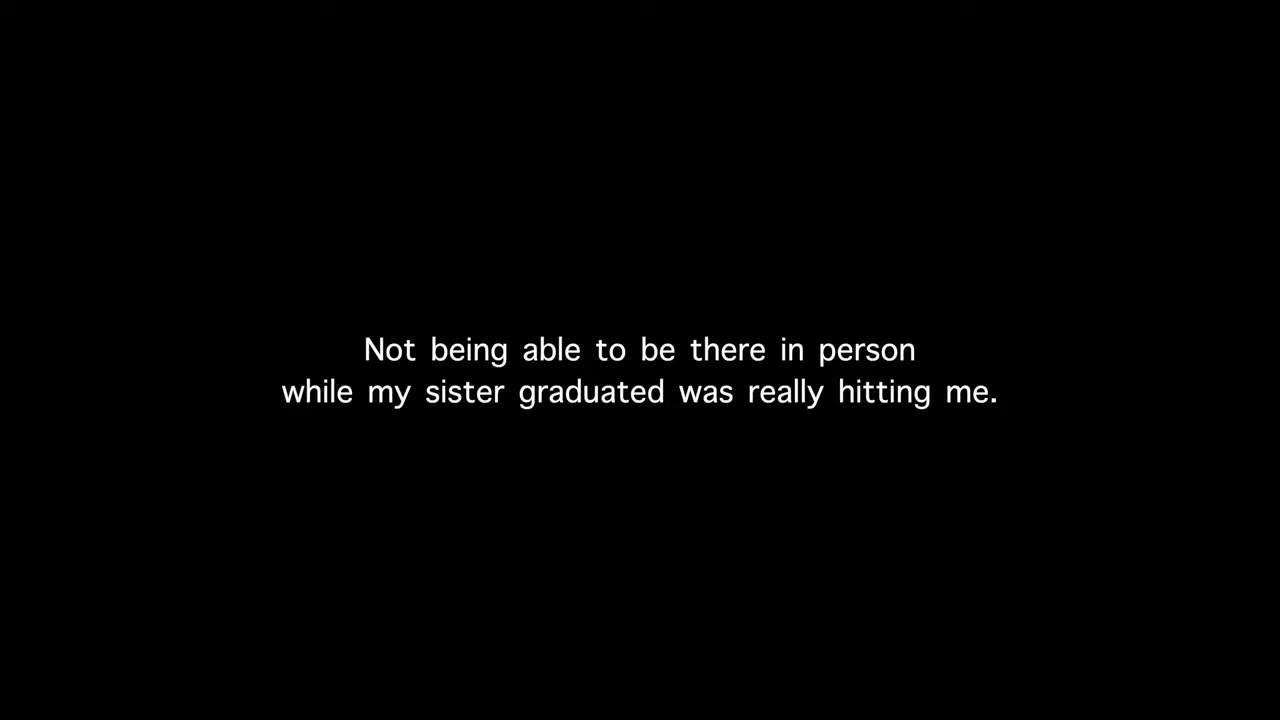 Not being able to be there in person
while my sister graduated was really hitting me.